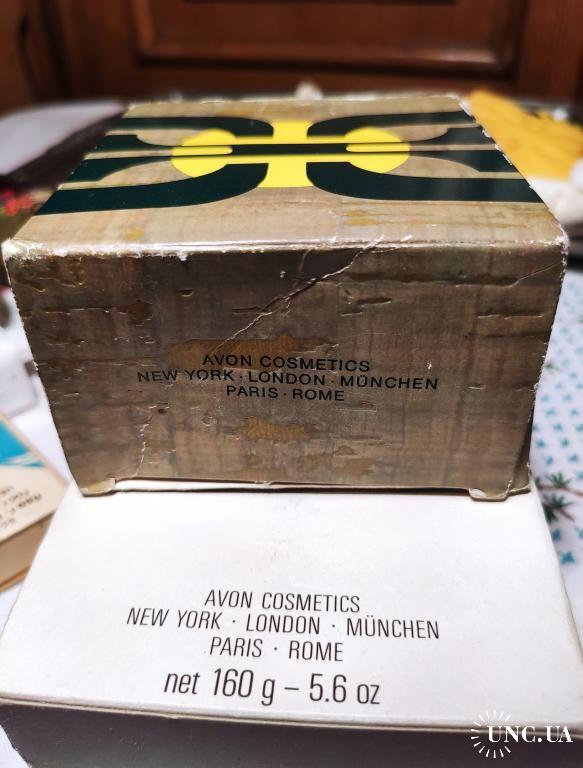 AVON COSMETICS
NEW YORK · LONDON · MÜNCHEN
PARIS · ROME
AVON COSMETICS
NEW YORK · LONDON · MÜNCHEN
PARIS · ROME
net 160 g – 5.6 oz
UNC.UA